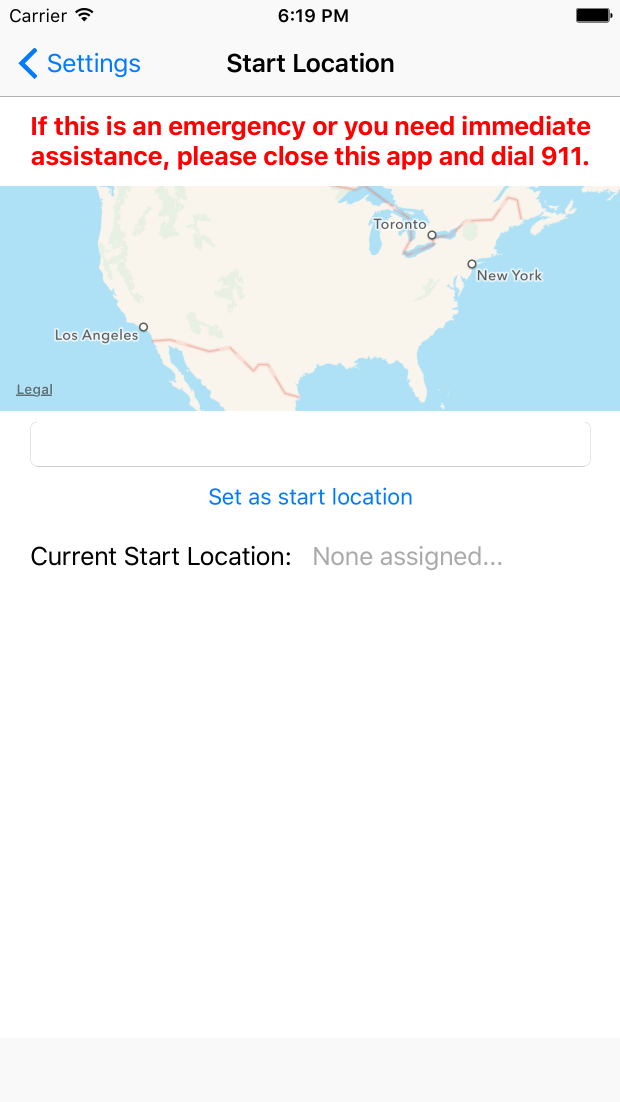 Carrier 6:19 PM
Settings Start Location
If this is an emergency or you need immediate
assistance, please close this app and dial 911.
Toronto
New York
Los Angeles
Legal
Set as start location
Current Start Location: None assigned...